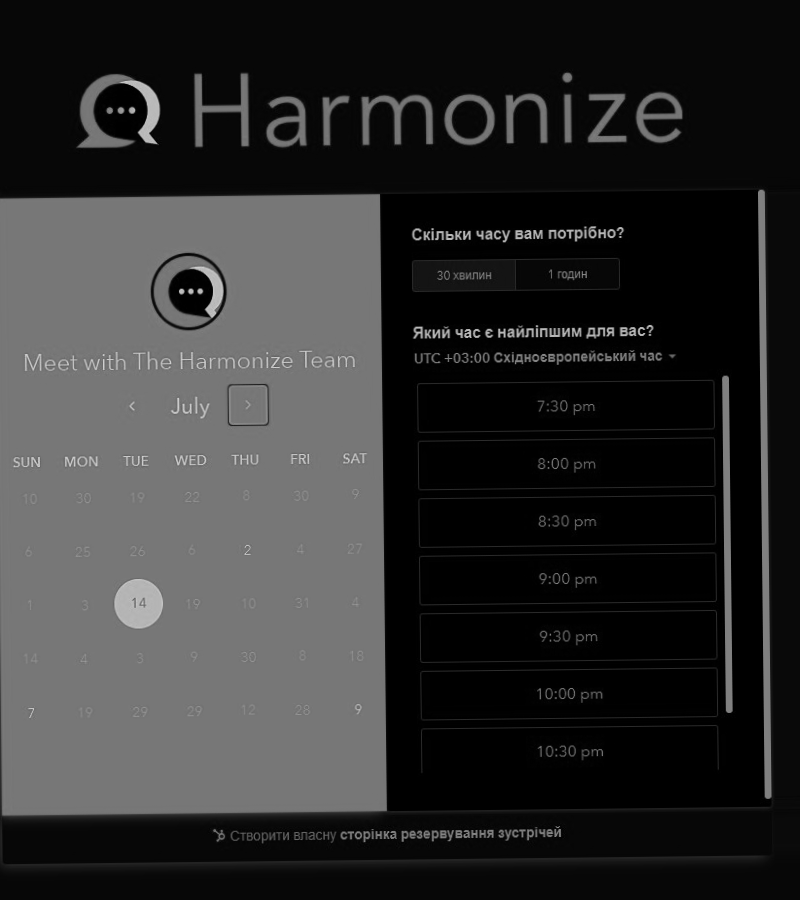 Harmonize
Meet with The Harmonize Team
July
SUN MON TUE WED THU FRI SAT
10 30 19 22 8 30 9
6 25 26 6 2 4 27
1 3 14 19 10 31 4
14 4 3 9 30 8 18
7 19 29 29 12 28 9
Скільки часу вам потрібно?
30 хвилин 1 годин
Який час є найліпшим для вас?
UTC +03:00 Східноєвропейський час
7:30 pm
8:00 pm
8:30 pm
9:00 pm
9:30 pm
10:00 pm
10:30 pm
Створити власну сторінка резервування зустрічей